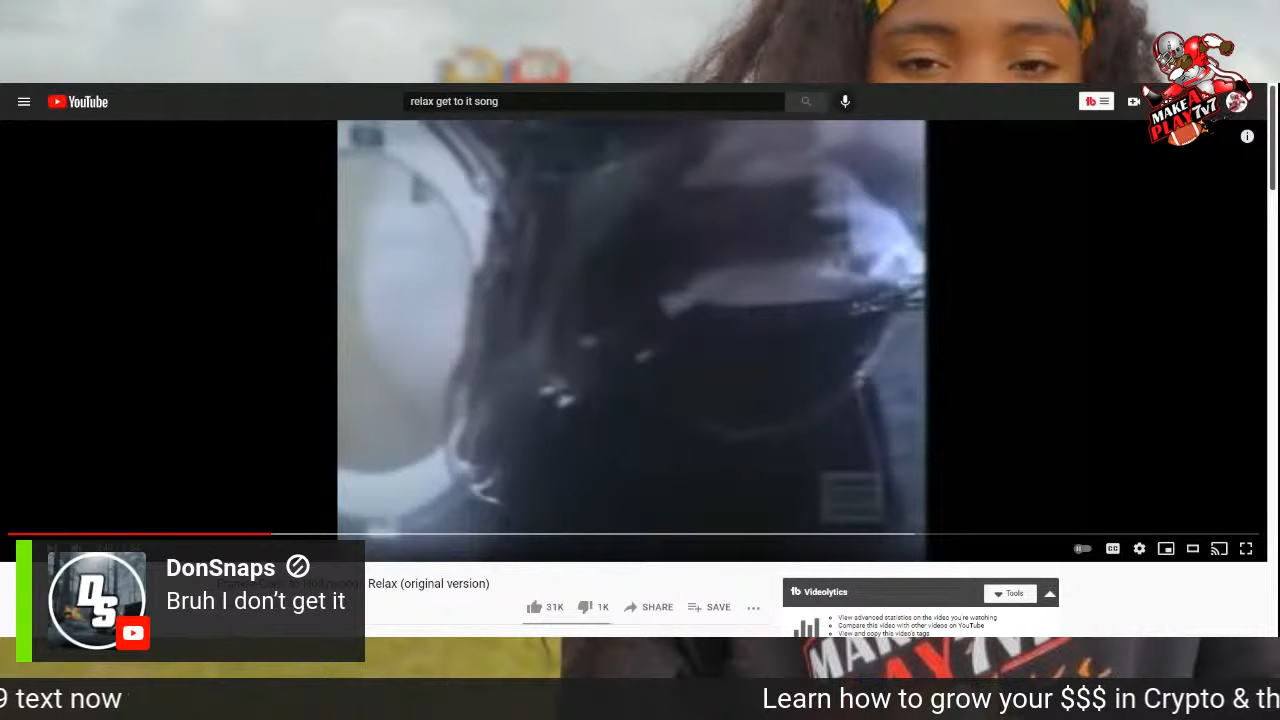 YouTube
relax get to it song
MAKE A
PLAY 7v7
Relax (original version)
31K
1K
SHARE
SAVE
Videolytics
Tools
View advanced statistics on the video you're watching
Compare this video with other videos on YouTube
View and copy this video's tags
DS
DonSnaps
Bruh I don't get it
9 text now
Learn how to grow your $$$ in Crypto & th